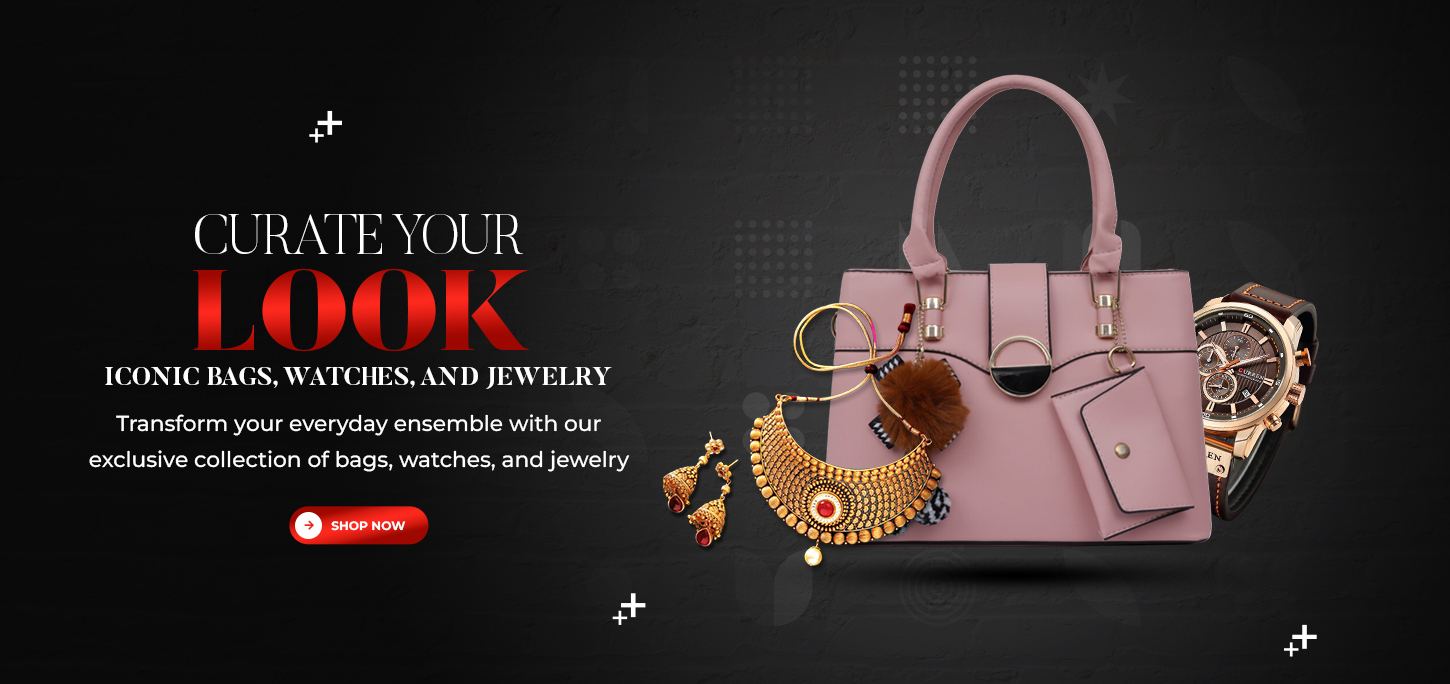 CURATE YOUR
LOOK
ICONIC BAGS, WATCHES, AND JEWELRY
Transform your everyday ensemble with our
exclusive collection of bags, watches, and jewelry
SHOP NOW
CURREN